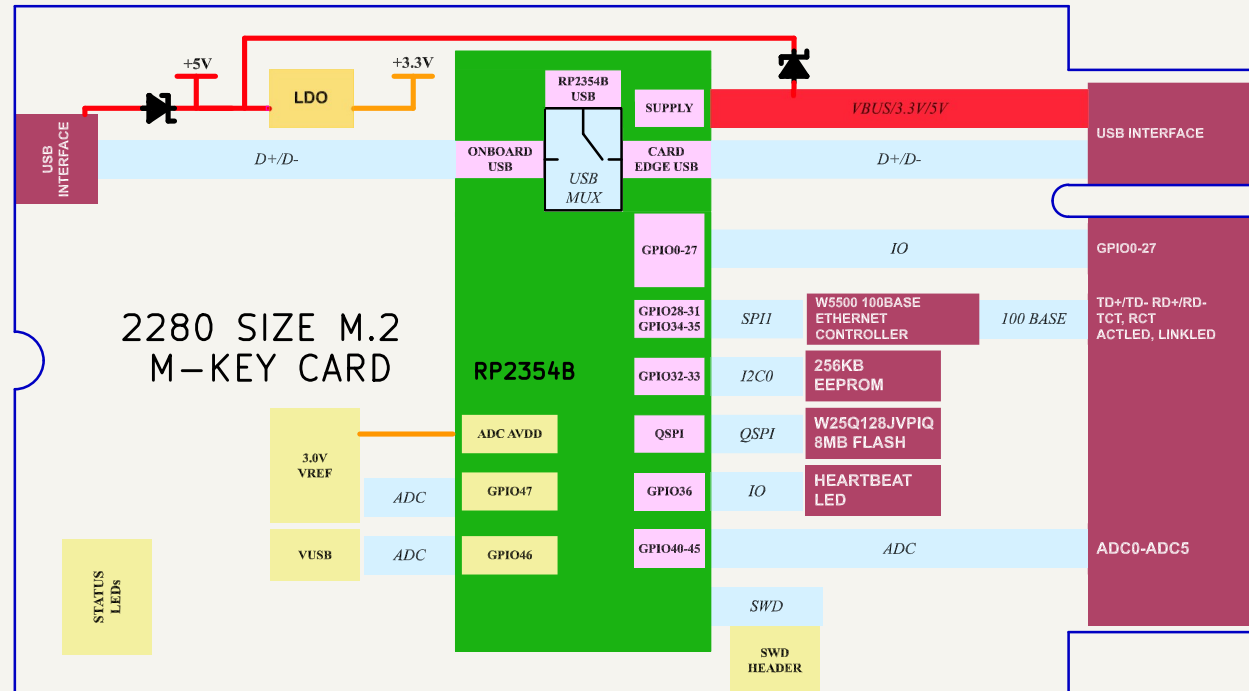 +5V
+3.3V
LDO
RP2354B
USB
SUPPLY
VBUS/3.3V/5V
USB INTERFACE
USB
INTERFACE
D+/D-
ONBOARD
USB
USB
MUX
CARD
EDGE USB
D+/D-
GPIO0-27
IO
GPIO0-27
GPIO28-31
GPIO34-35
SPI1
W5500 100BASE
ETHERNET
CONTROLLER
100 BASE
TD+/TD- RD+/RD-
TCT, RCT
ACTLED, LINKLED
2280 SIZE M.2
M-KEY CARD
RP2354B
GPIO32-33
I2C0
256KB
EEPROM
3.0V
VREF
ADC AVDD
QSPI
QSPI
W25Q128JVPIQ
8MB FLASH
ADC
GPIO47
GPIO36
IO
HEARTBEAT
LED
VUSB
ADC
GPIO46
GPIO40-45
ADC
ADC0-ADC5
STATUS
LEDs
SWD
SWD
HEADER